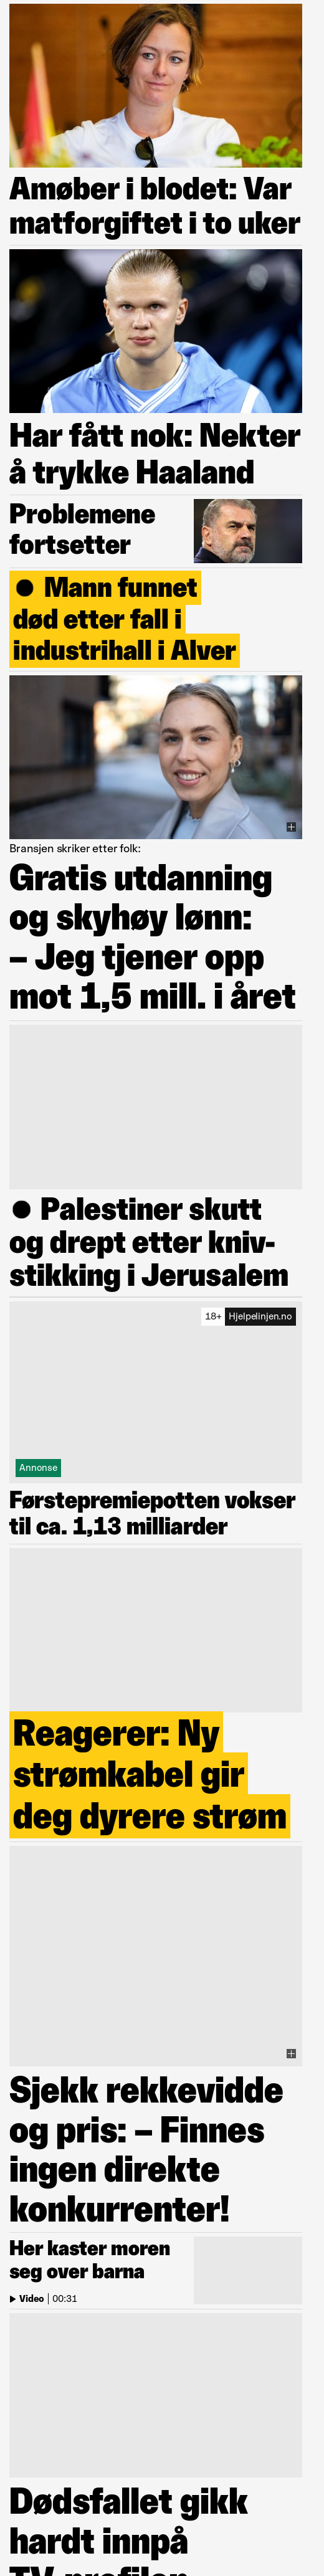 Amøber i blodet: Var
matforgiftet i to uker
Har fått nok: Nekter
å trykke Haaland
Problemene
fortsetter
Mann funnet
død etter fall i
industrihall i Alver
Bransjen skriker etter folk:
Gratis utdanning
og skyhøy lønn:
– Jeg tjener opp
mot 1,5 mill. i året
Palestiner skutt
og drept etter kniv-
stikking i Jerusalem
18+ Hjelpelinjen.no
Annonse
Førstepremiepotten vokser
til ca. 1,13 milliarder
Reagerer: Ny
strømkabel gir
deg dyrere strøm
Sjekk rekkevidde
og pris: – Finnes
ingen direkte
konkurrenter!
Her kaster moren
seg over barna
Video | 00:31
Dødsfallet gikk
hardt innpå
TV-profilen